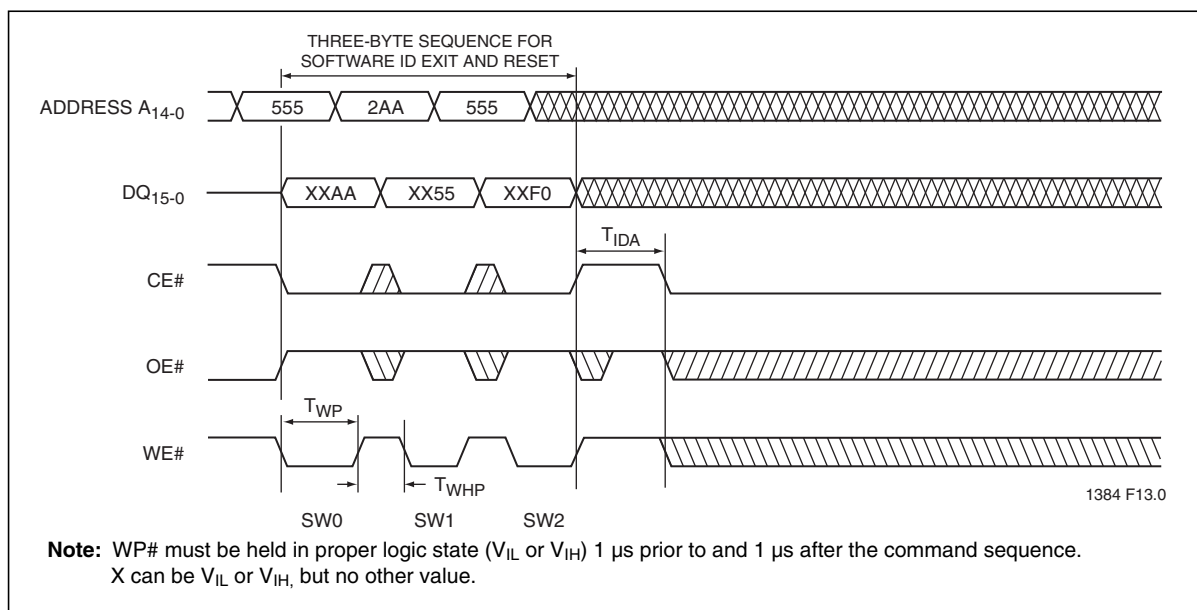 THREE-BYTE SEQUENCE FOR
SOFTWARE ID EXIT AND RESET
ADDRESS A14-0
555 2AA 555
DQ15-0
XXAA XX55 XXF0
TIDA
CE#
OE#
TWP
WE#
TWHP
1384 F13.0
SW0 SW1 SW2
Note: WP# must be held in proper logic state (VIL or VIH) 1 µs prior to and 1 µs after the command sequence.
X can be VIL or VIH, but no other value.